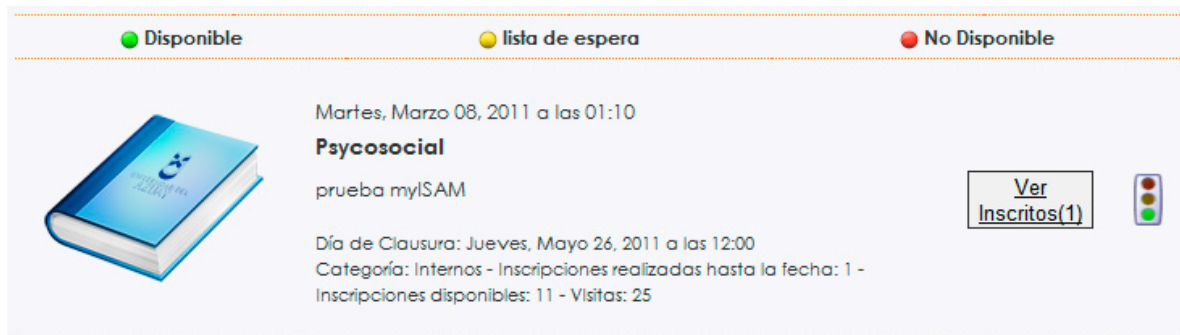 Disponible lista de espera No Disponible
Martes, Marzo 08, 2011 a las 01:10
Psycosocial
prueba myISAM
Ver
Inscritos(1)
Día de Clausura: Jueves, Mayo 26, 2011 a las 12:00
Categoría: Internos - Inscripciones realizadas hasta la fecha: 1 -
Inscripciones disponibles: 11 - Visitas: 25